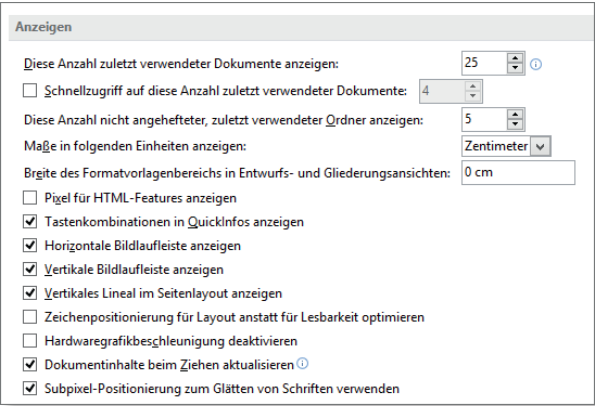 Anzeigen
Diese Anzahl zuletzt verwendeter Dokumente anzeigen: 25
Schnellzugriff auf diese Anzahl zuletzt verwendeter Dokumente: 4
Diese Anzahl nicht angehefteter, zuletzt verwendeter Ordner anzeigen: 5
Maße in folgenden Einheiten anzeigen: Zentimeter
Breite des Formatvorlagenbereichs in Entwurfs- und Gliederungsansichten: 0 cm
Pixel für HTML-Features anzeigen
Tastenkombinationen in QuickInfos anzeigen
Horizontale Bildlaufleiste anzeigen
Vertikale Bildlaufleiste anzeigen
Vertikales Lineal im Seitenlayout anzeigen
Zeichenpositionierung für Layout anstatt für Lesbarkeit optimieren
Hardwaregrafikbeschleunigung deaktivieren
Dokumentinhalte beim Ziehen aktualisieren
Subpixel-Positionierung zum Glätten von Schriften verwenden